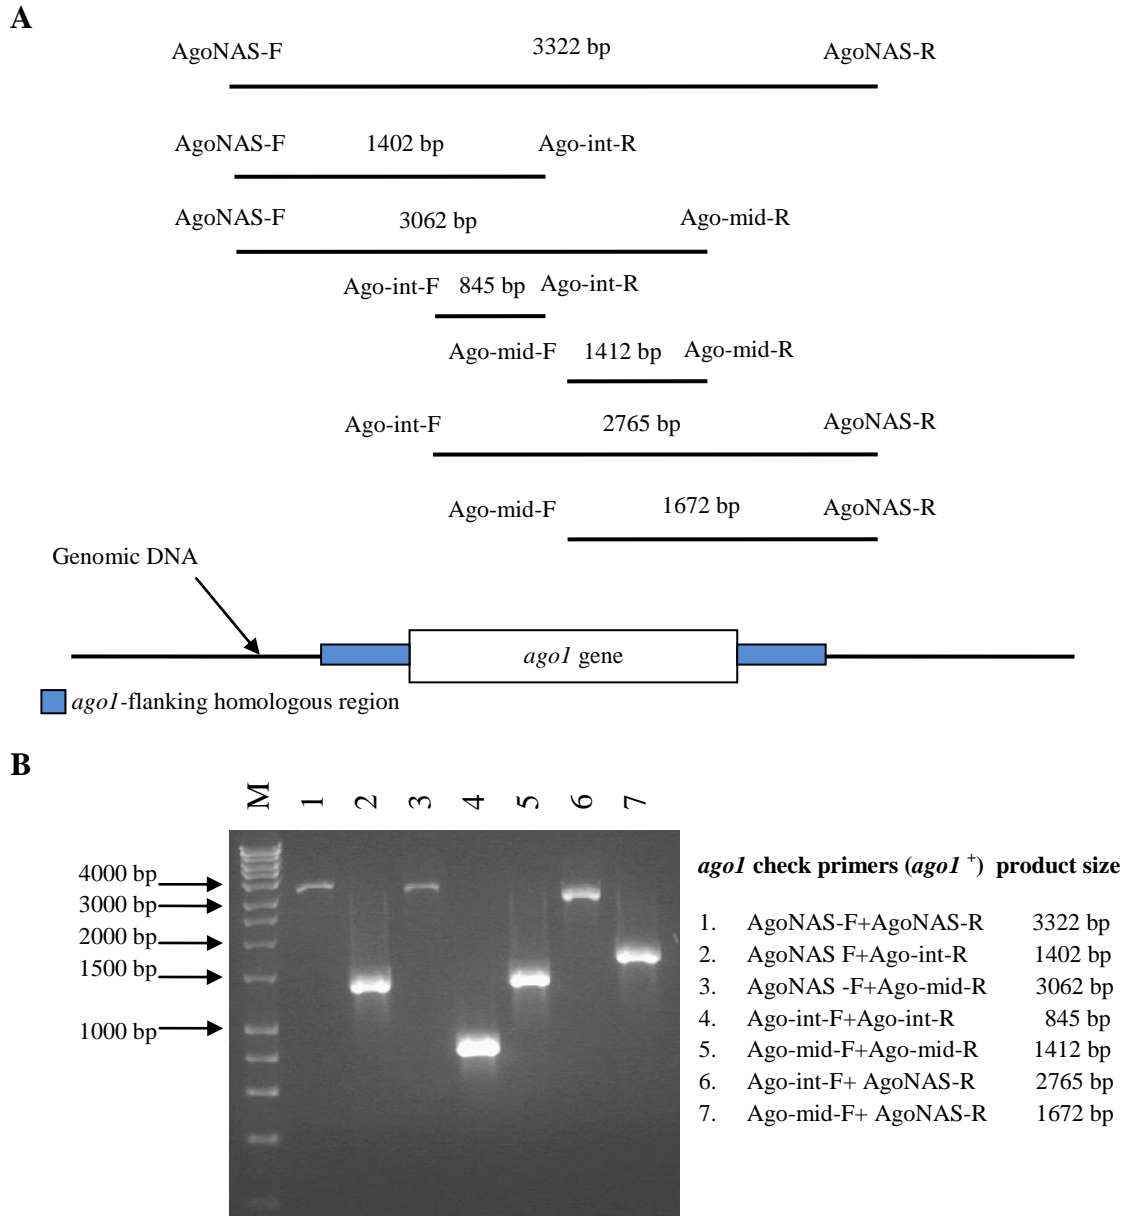 A
AgoNAS-F 3322 bp AgoNAS-R
AgoNAS-F 1402 bp Ago-int-R
AgoNAS-F 3062 bp Ago-mid-R
Ago-int-F 845 bp Ago-int-R
Ago-mid-F 1412 bp Ago-mid-R
Ago-int-F 2765 bp AgoNAS-R
Ago-mid-F 1672 bp AgoNAS-R
Genomic DNA
ago1 gene
ago1-flanking homologous region
B
M 1 2 3 4 5 6 7
4000 bp
3000 bp
2000 bp
1500 bp
1000 bp
ago1 check primers (ago1 +) product size
1. AgoNAS-F+AgoNAS-R 3322 bp
2. AgoNAS F+Ago-int-R 1402 bp
3. AgoNAS -F+Ago-mid-R 3062 bp
4. Ago-int-F+Ago-int-R 845 bp
5. Ago-mid-F+Ago-mid-R 1412 bp
6. Ago-int-F+ AgoNAS-R 2765 bp
7. Ago-mid-F+ AgoNAS-R 1672 bp